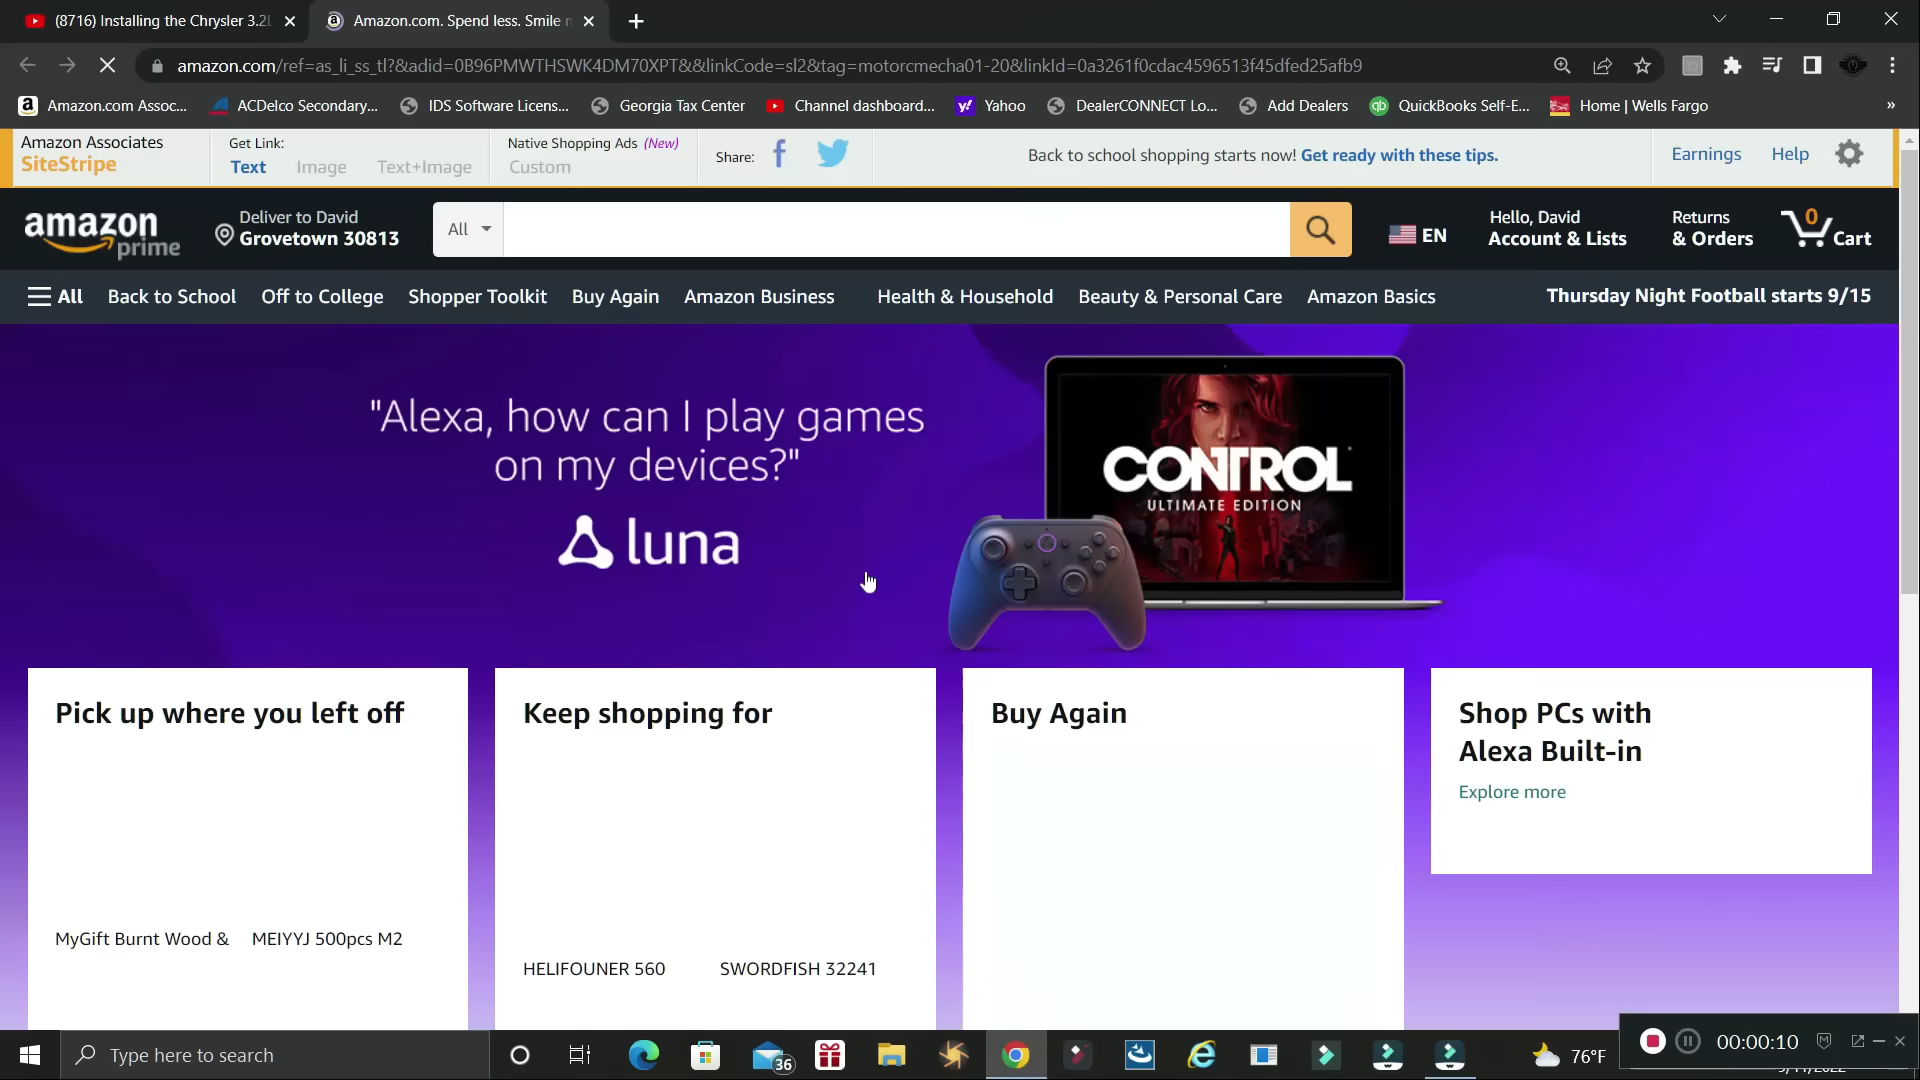 (8716) Installing the Chrysler 3.2L
Amazon.com. Spend less. Smile m
amazon.com/ref=as_li_ss_tl?&adid=0B96PMWTHSWK4DM70XPT&&linkCode=sl2&tag=motorcmecha01-20&linkId=0a3261f0cdac4596513f45dfed25afb9
Amazon.com Assoc...
ACDelco Secondary...
IDS Software Licens...
Georgia Tax Center
Channel dashboard...
Yahoo
DealerCONNECT Lo...
Add Dealers
QuickBooks Self-E...
Home | Wells Fargo
»
Amazon Associates
SiteStripe
Get Link:
Text Image Text+Image
Native Shopping Ads (New)
Custom
Share:
Back to school shopping starts now! Get ready with these tips.
Earnings
Help
amazon
prime
Deliver to David
Grovetown 30813
All
EN
Hello, David
Account & Lists
Returns
& Orders
0
Cart
All
Back to School
Off to College
Shopper Toolkit
Buy Again
Amazon Business
Health & Household
Beauty & Personal Care
Amazon Basics
Thursday Night Football starts 9/15
"Alexa, how can I play games
on my devices?"
luna
CONTROL
ULTIMATE EDITION
Pick up where you left off
MyGift Burnt Wood &
MEIYYJ 500pcs M2
Keep shopping for
HELIFOUNER 560
SWORDFISH 32241
Buy Again
Shop PCs with
Alexa Built-in
Explore more
Type here to search
36
76°F
00:00:10